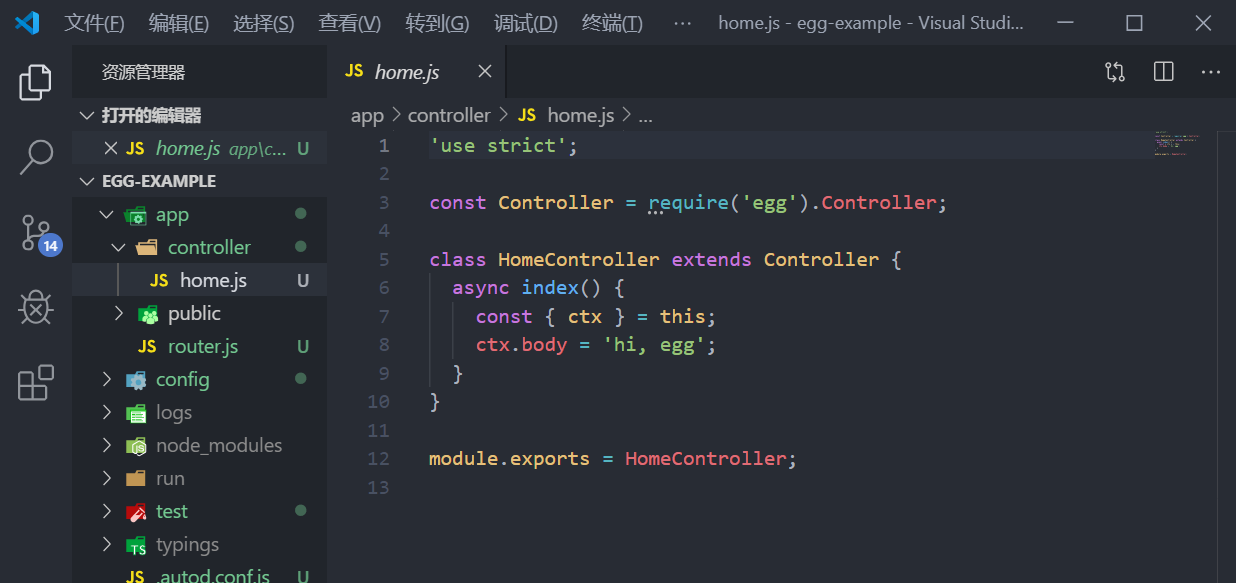 文件(F) 编辑(E) 选择(S) 查看(V) 转到(G) 调试(D) 终端(T) ··· home.js - egg-example - Visual Studi...
资源管理器
打开的编辑器
JS home.js app\c... U
EGG-EXAMPLE
app
controller
JS home.js U
public
JS router.js U
config
logs
node_modules
run
test
TS typings
JS .autod.conf.js U
14
JS home.js
app > controller > JS home.js > ...
1 'use strict';
2
3 const Controller = require('egg').Controller;
4
5 class HomeController extends Controller {
6 async index() {
7 const { ctx } = this;
8 ctx.body = 'hi, egg';
9 }
10 }
11
12 module.exports = HomeController;
13